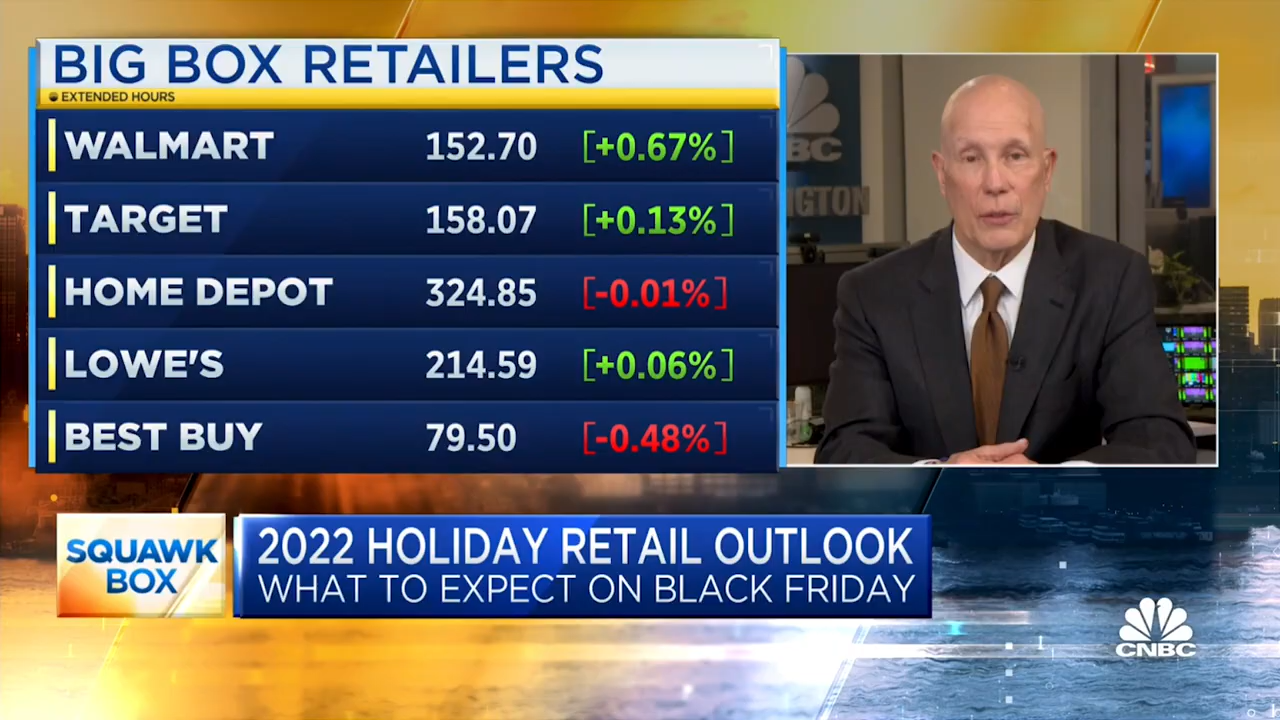 BIG BOX RETAILERS
EXTENDED HOURS
WALMART 152.70 [+0.67%]
TARGET 158.07 [+0.13%]
HOME DEPOT 324.85 [-0.01%]
LOWE'S 214.59 [+0.06%]
BEST BUY 79.50 [-0.48%]
BC
NGTON
SQUAWK
BOX
2022 HOLIDAY RETAIL OUTLOOK
WHAT TO EXPECT ON BLACK FRIDAY
CNBC